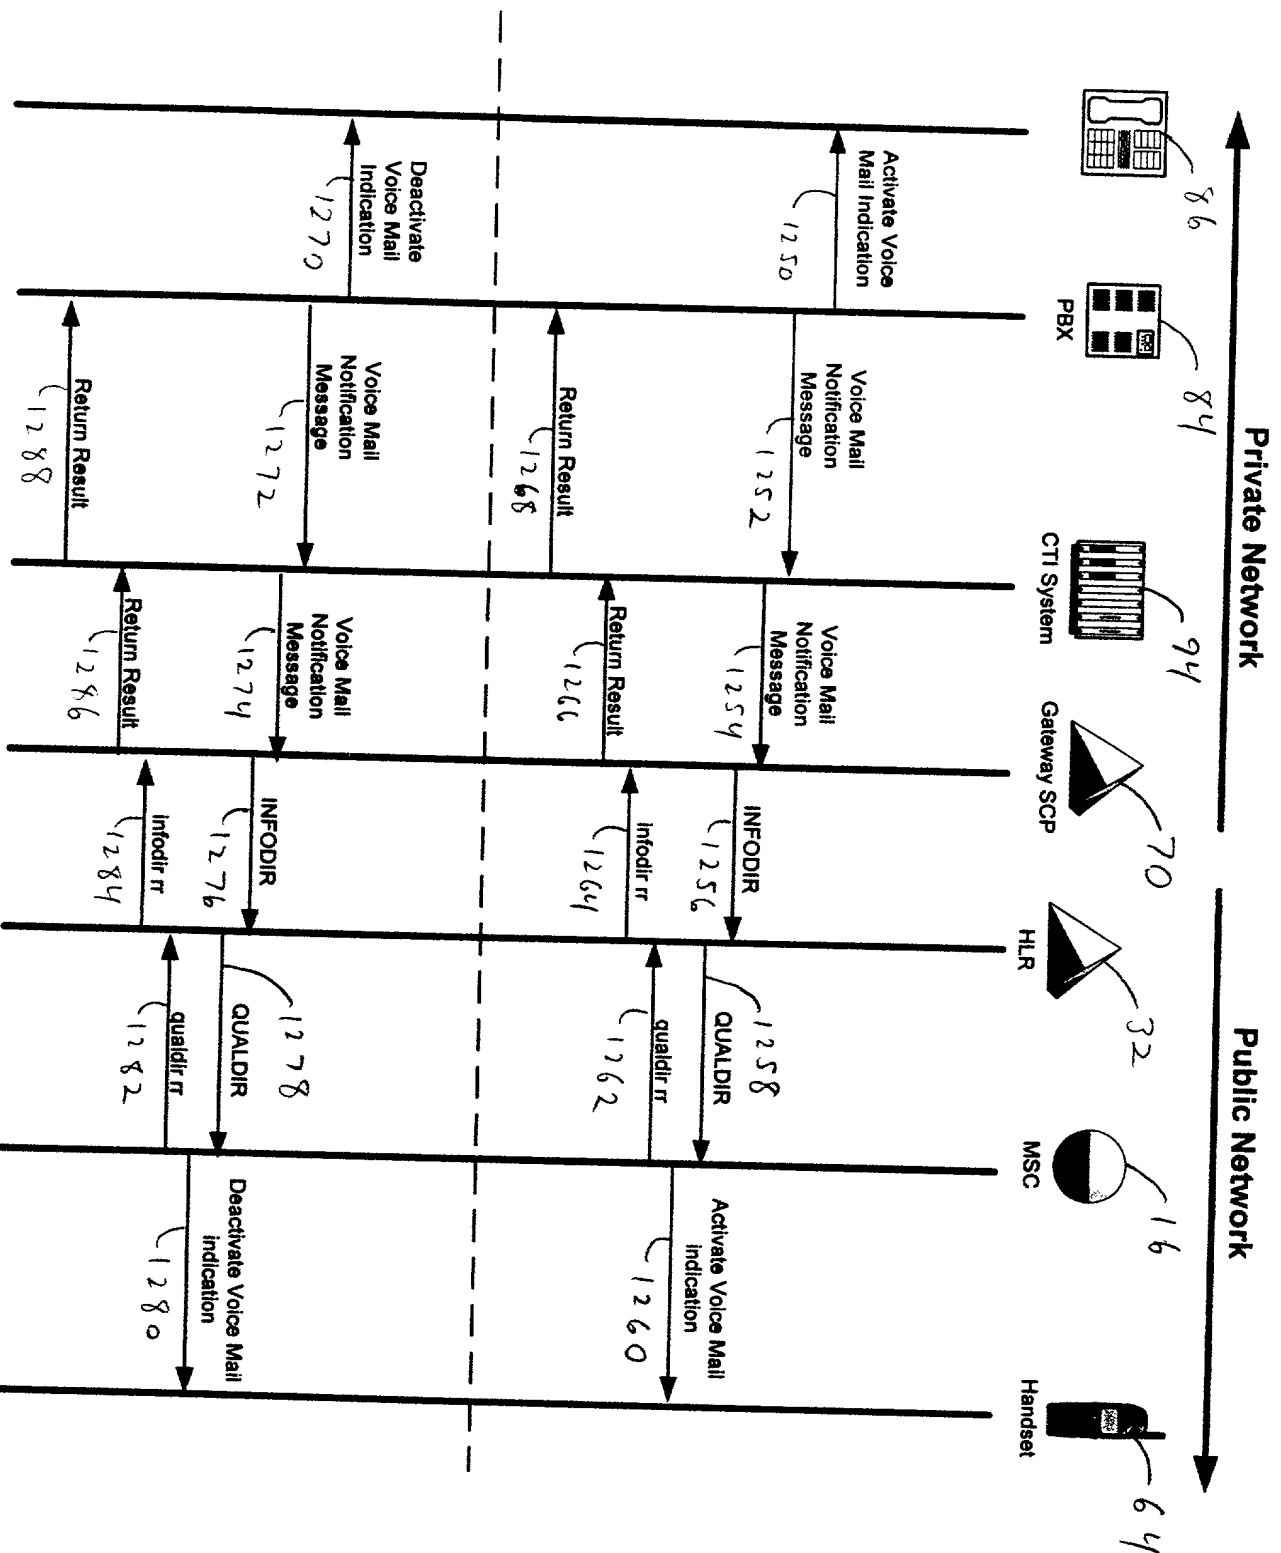 Private Network
Public Network
86
84
94
70
32
16
64
PBX
CTI System
Gateway SCP
HLR
MSC
Handset
Activate Voice
Mail Indication
1250
Voice Mail
Notification
Message
1252
Voice Mail
Notification
Message
1254
INFODIR
1256
1258
QUALDIR
Activate Voice Mail
indication
1260
qualdir rr
1262
infodir rr
1264
Return Result
1266
Return Result
1268
Deactivate
Voice Mail
Indication
1270
Voice Mail
Notification
Message
1272
Voice Mail
Notification
Message
1274
INFODIR
1276
1278
QUALDIR
Deactivate Voice Mail
indication
1280
qualdir rr
1282
infodir rr
1284
Return Result
1286
Return Result
1288